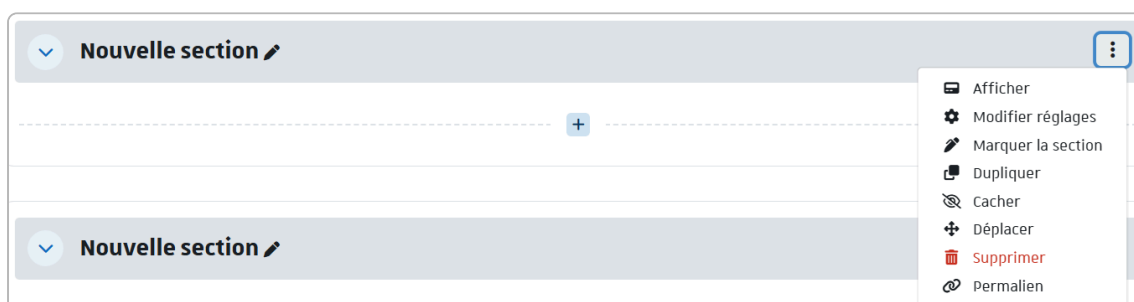 Nouvelle section
Afficher
Modifier réglages
Marquer la section
Dupliquer
Cacher
Déplacer
Supprimer
Permalien
Nouvelle section